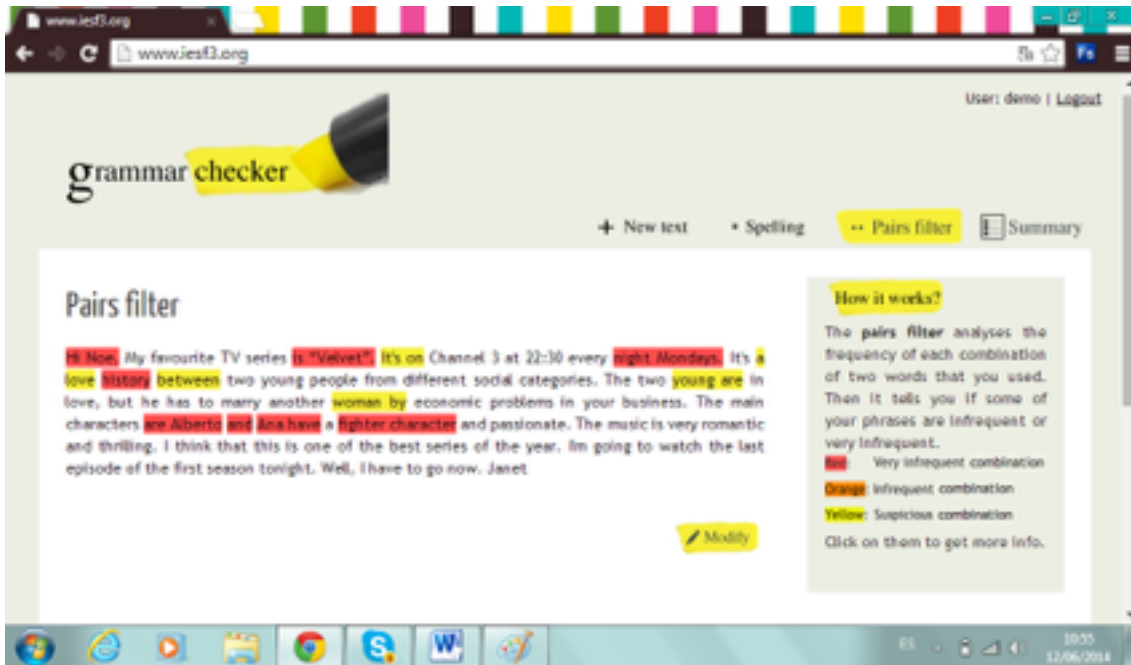 www.iesf3.org
www.iesf3.org
User: demo | Logout
grammar checker
+ New text • Spelling •• Pairs filter Summary
Pairs filter
Hi Noe, My favourite TV series is "Velvet". It's on Channel 3 at 22:30 every night Mondays. It's a
love history between two young people from different social categories. The two young are in
love, but he has to marry another woman by economic problems in your business. The main
characters are Alberto and Ana have a fighter character and passionate. The music is very romantic
and thrilling. I think that this is one of the best series of the year. Im going to watch the last
episode of the first season tonight. Well, I have to go now. Janet
Modify
How it works?
The pairs filter analyses the
frequency of each combination
of two words that you used.
Then it tells you if some of
your phrases are infrequent or
very infrequent.
Red: Very infrequent combination
Orange: Infrequent combination
Yellow: Suspicious combination
Click on them to get more info.
ES
10:55
12/06/2014